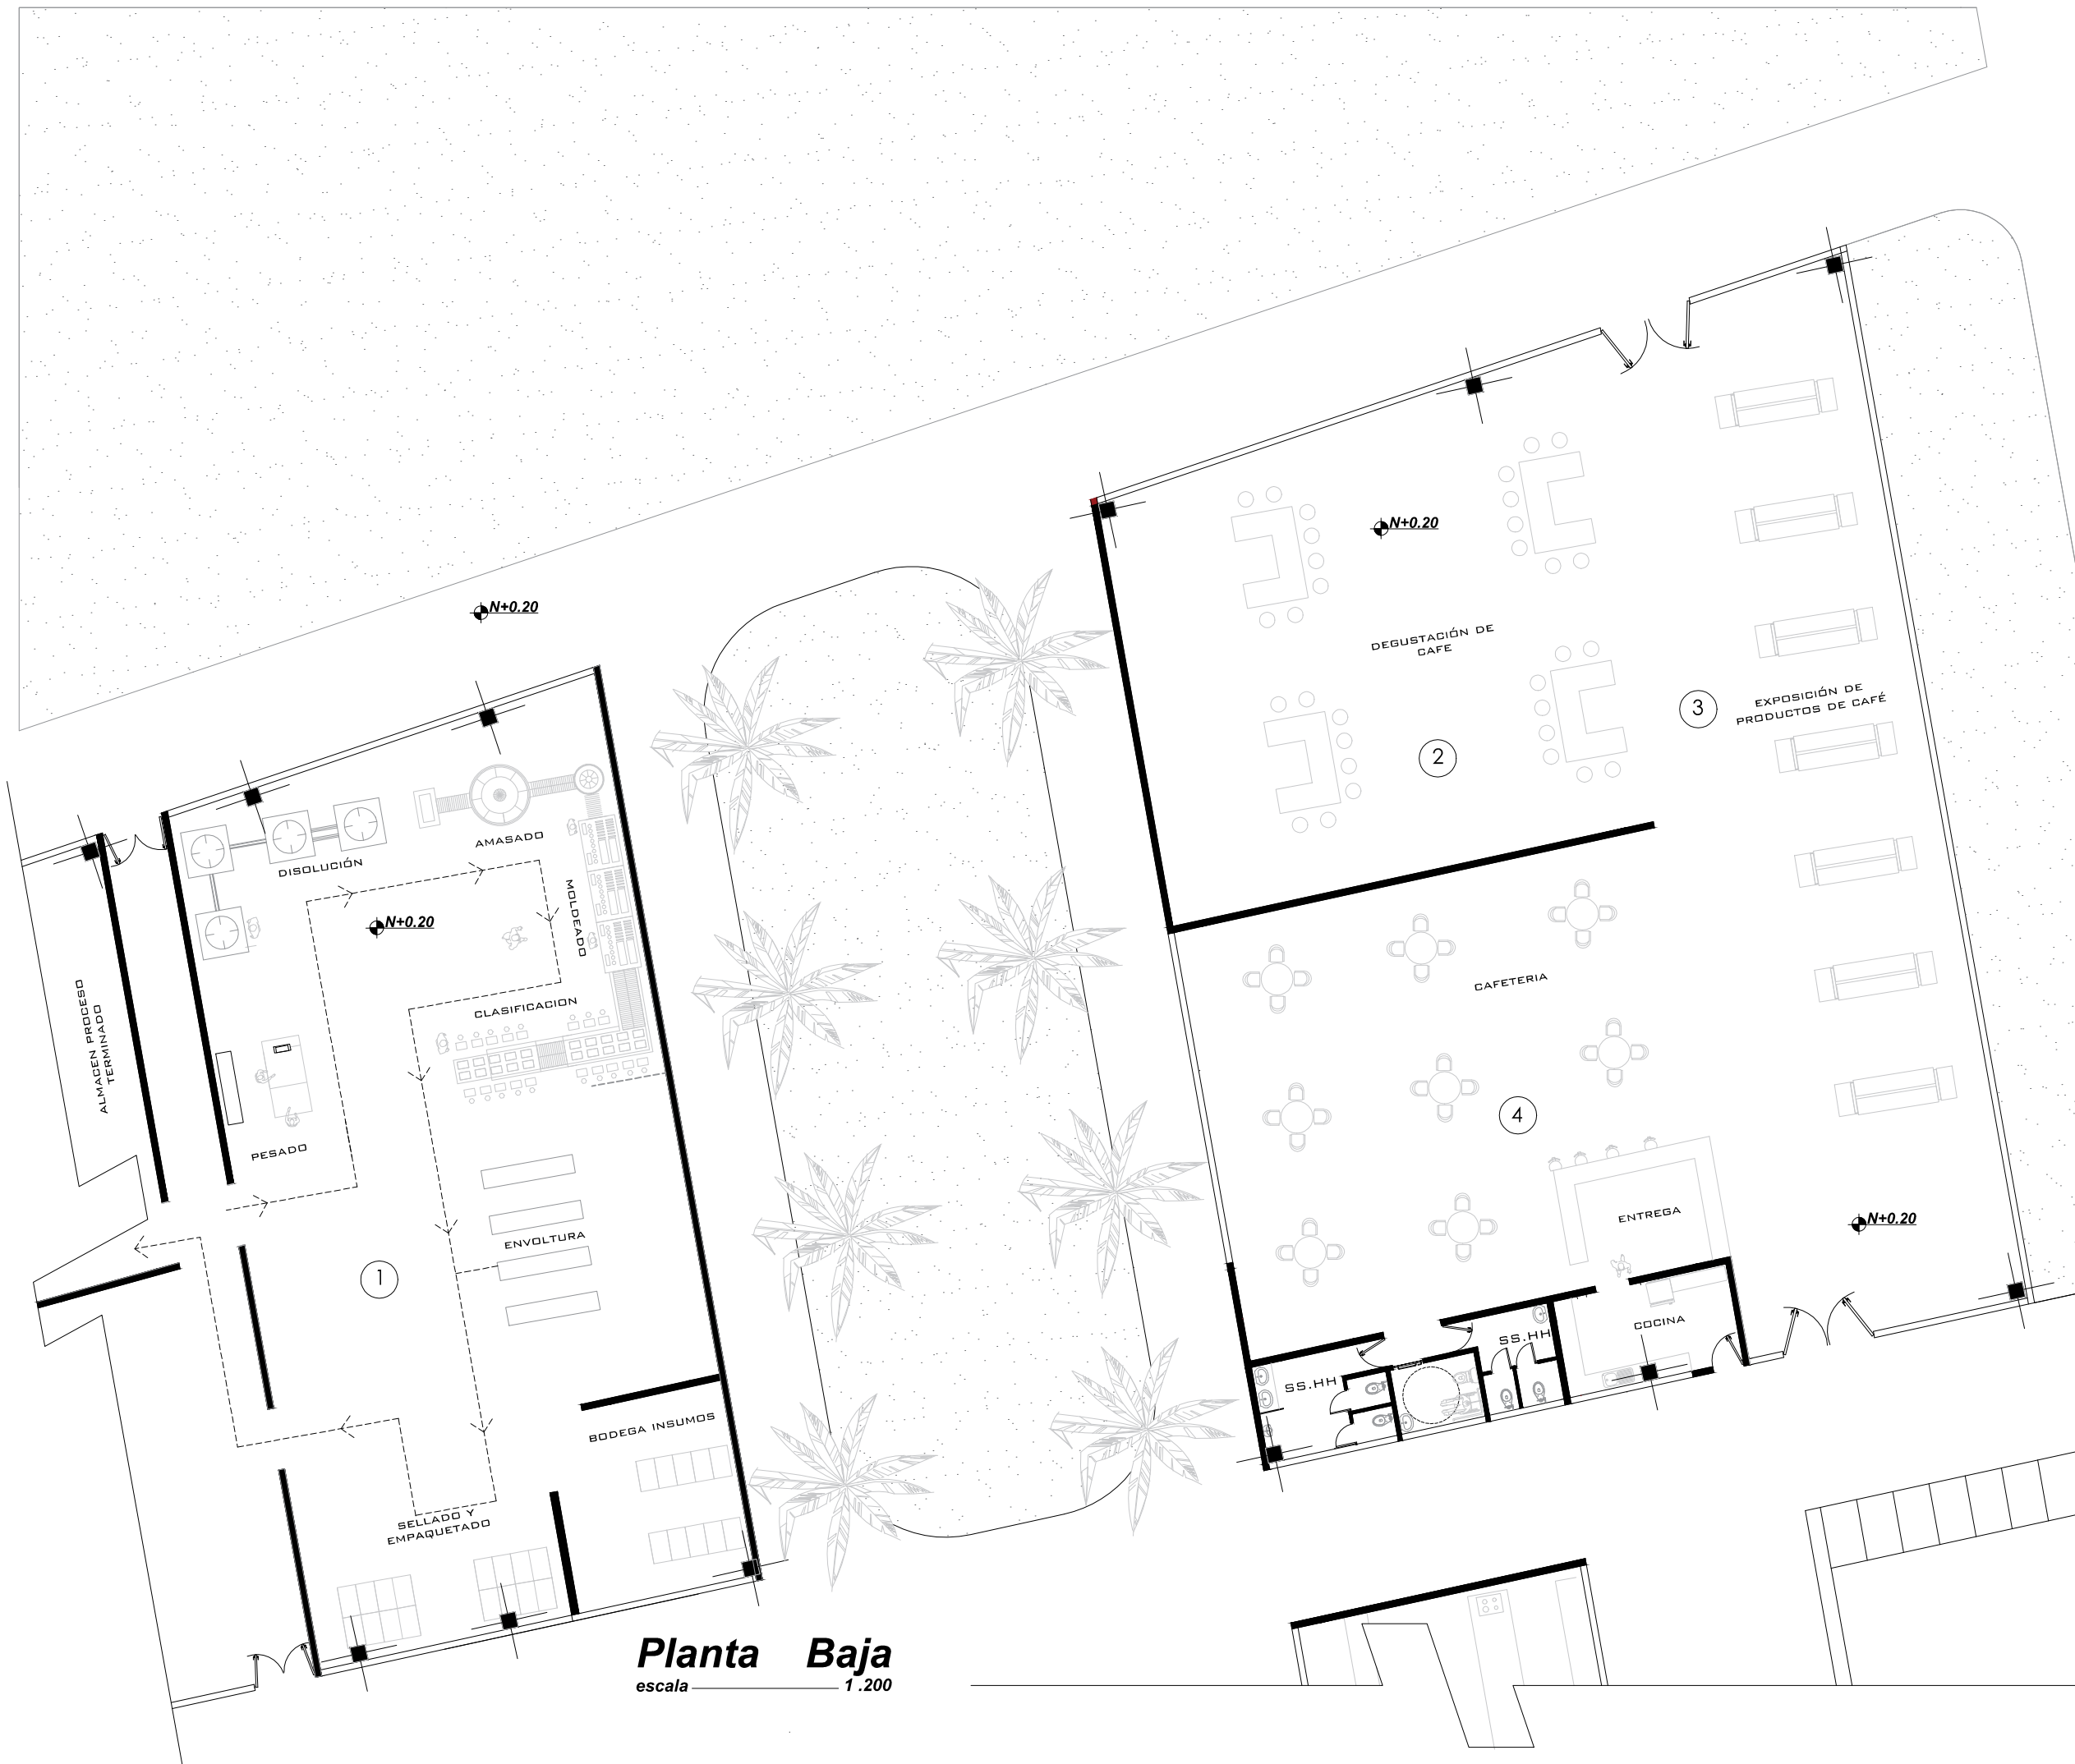 N+0.20
DEGUSTACIÓN DE
CAFE
N+0.20
EXPOSICIÓN DE
PRODUCTOS DE CAFÉ
3
2
AMASADO
DISOLUCIÓN
MOLDEADO
N+0.20
CLASIFICACION
CAFETERIA
ALMACEN PROCESO
TERMINADO
PESADO
4
ENTREGA
N+0.20
ENVOLTURA
1
COCINA
SS.HH
SS.HH
BODEGA INSUMOS
SELLADO Y
EMPAQUETADO
Planta Baja
escala 1.200